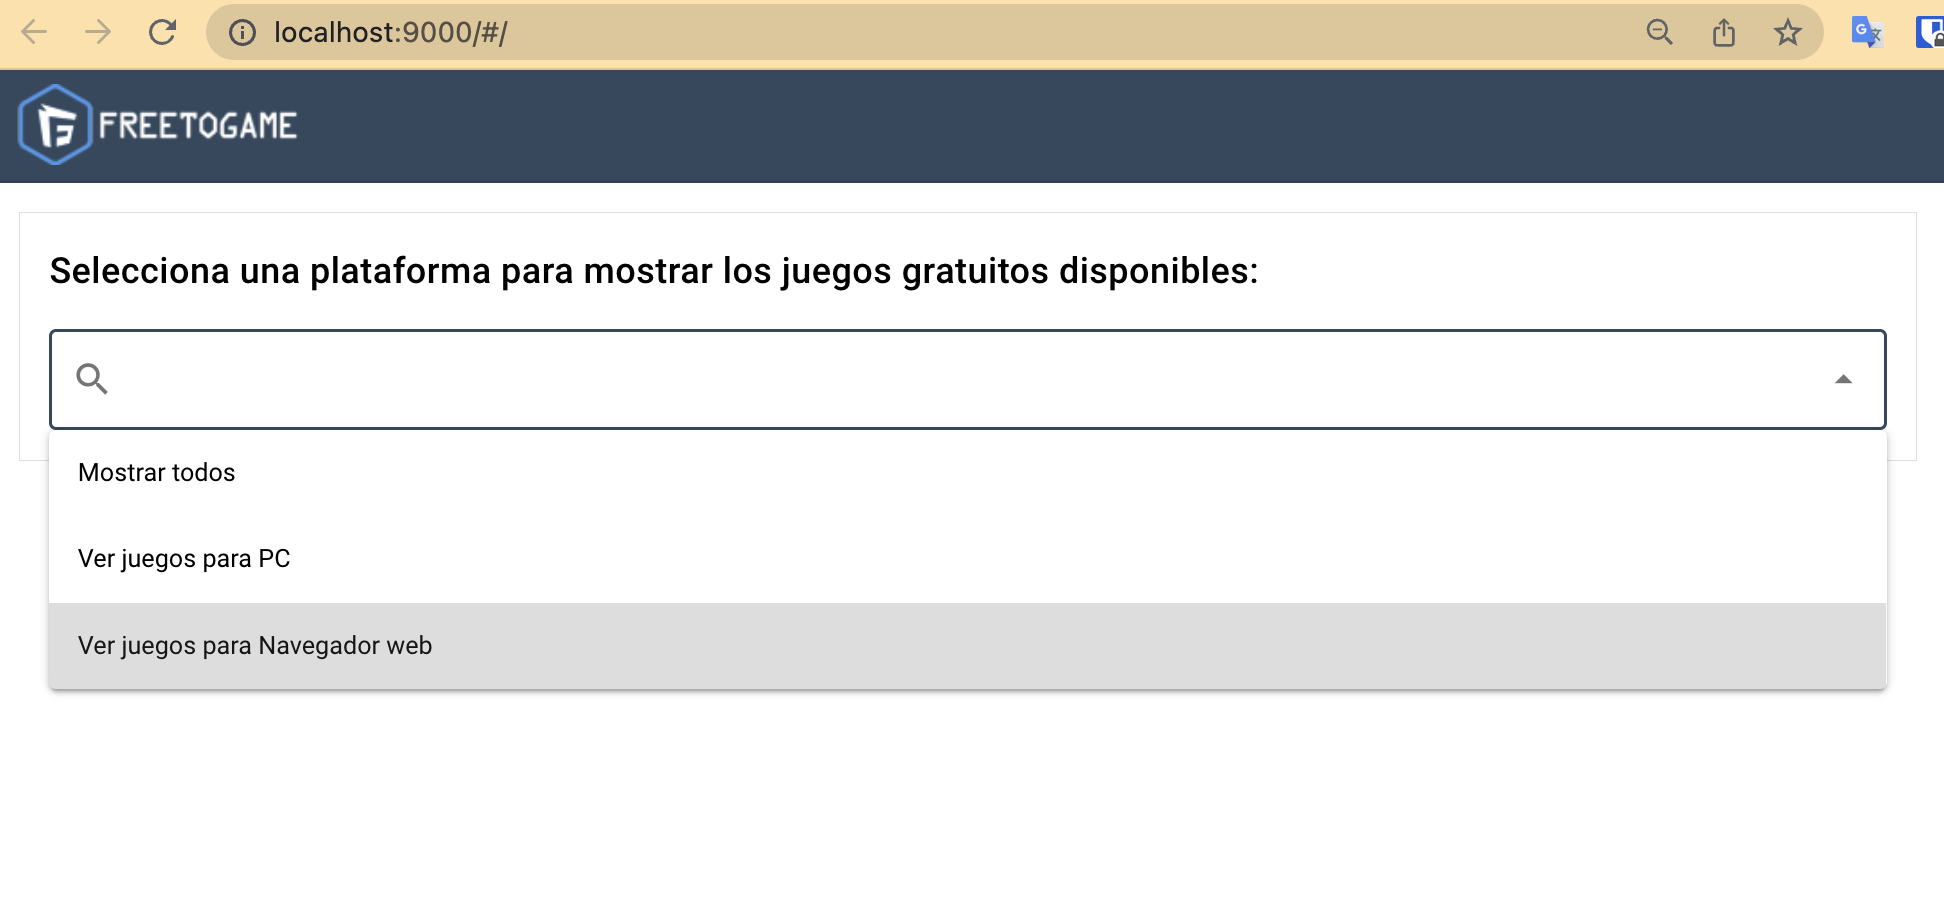 localhost:9000/#/
FREETOGAME
Selecciona una plataforma para mostrar los juegos gratuitos disponibles:
Mostrar todos
Ver juegos para PC
Ver juegos para Navegador web